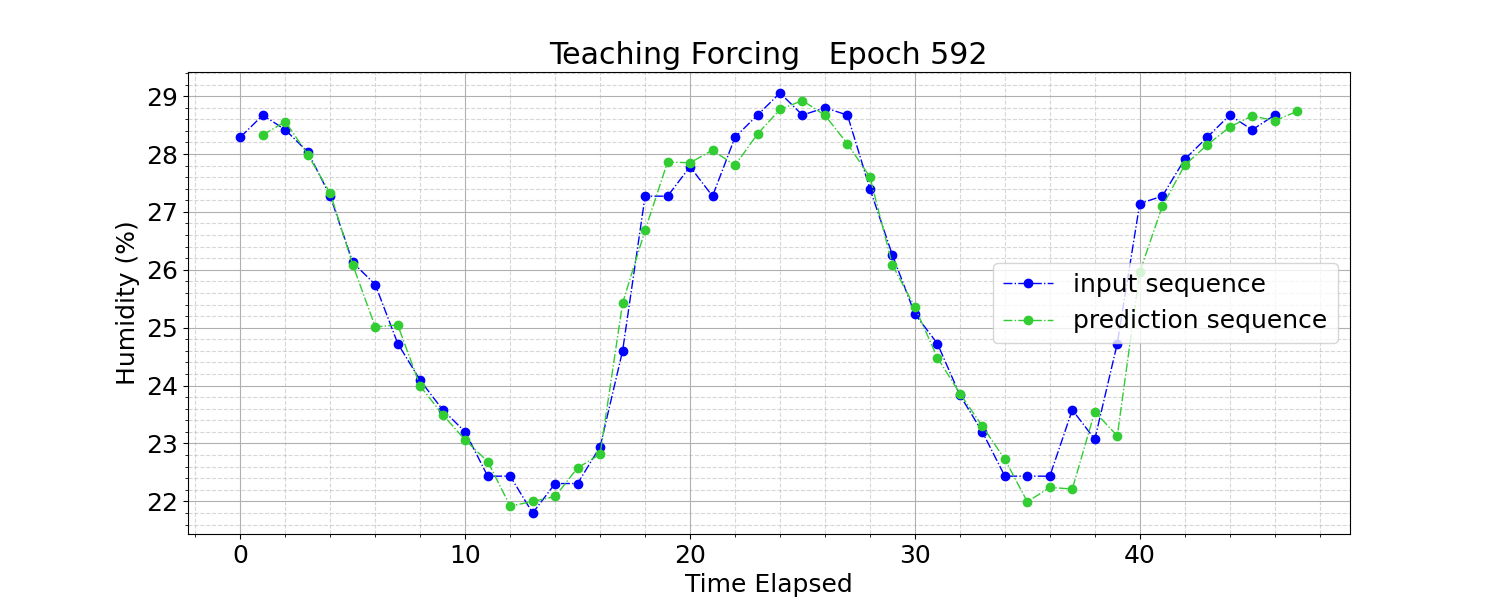 Teaching Forcing   Epoch 592
Humidity (%)
29
28
27
26
25
24
23
22
input sequence
prediction sequence
0 10 20 30 40
Time Elapsed